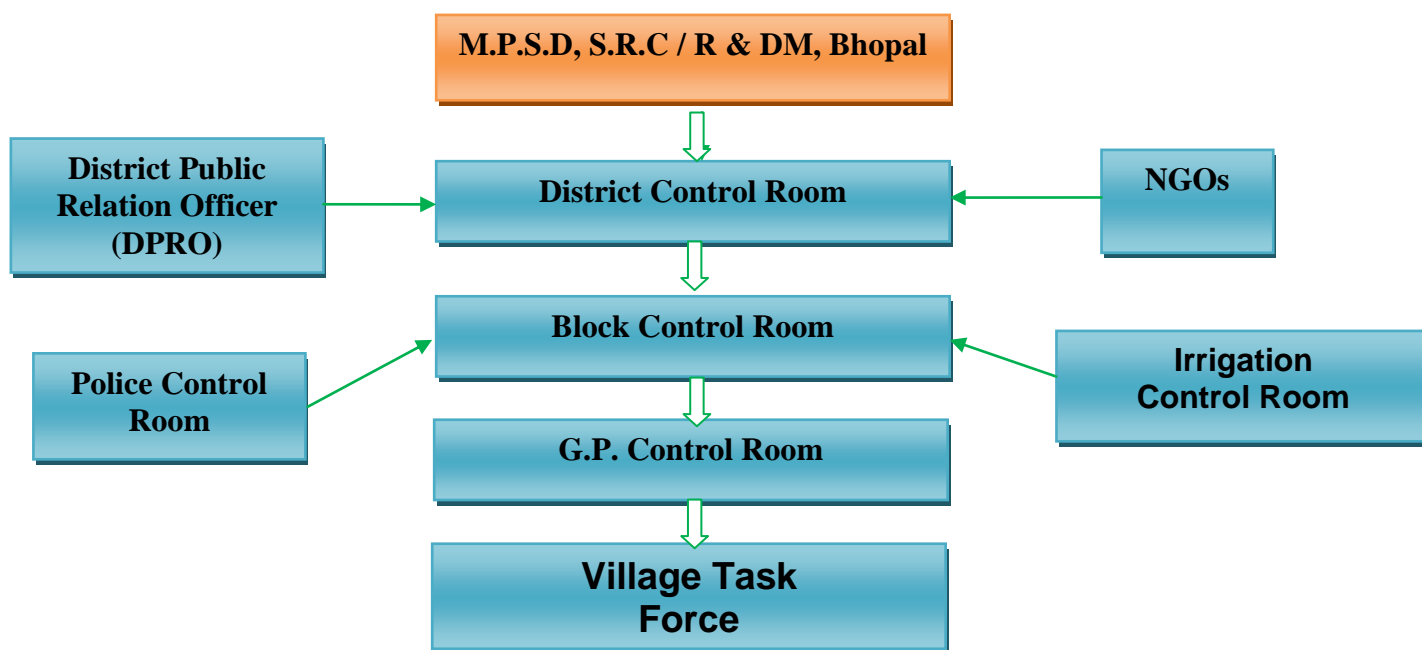 M.P.S.D, S.R.C / R & DM, Bhopal
District Public
Relation Officer
(DPRO)
District Control Room
NGOs
Block Control Room
Police Control
Room
Irrigation
Control Room
G.P. Control Room
Village Task
Force